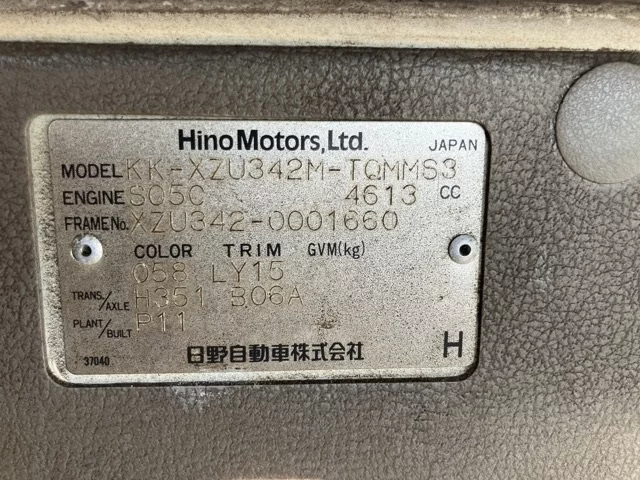 Hino Motors, Ltd. JAPAN
MODEL KK-XZU342M-TQMMS3
ENGINE S05C 4613 CC
FRAME No. XZU342-0001660
COLOR TRIM GVM(kg)
058 LY15
TRANS./AXLE H351 B06A
PLANT/BUILT P11
37040 日野自動車株式会社 H